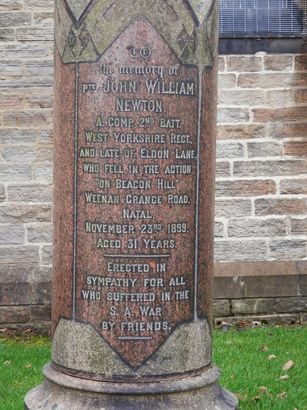 In memory of
PTE JOHN WILLIAM
NEWTON,
A. COMP. 2ND BATT.
WEST YORKSHIRE REGT.,
AND LATE OF ELDON LANE,
WHO FELL IN THE ACTION
"ON BEACON HILL"
WEENAN GRANGE ROAD,
NATAL,
NOVEMBER 23RD 1899,
AGED 31 YEARS.
ERECTED IN
SYMPATHY FOR ALL
WHO SUFFERED IN THE
S. A. WAR
BY FRIENDS.